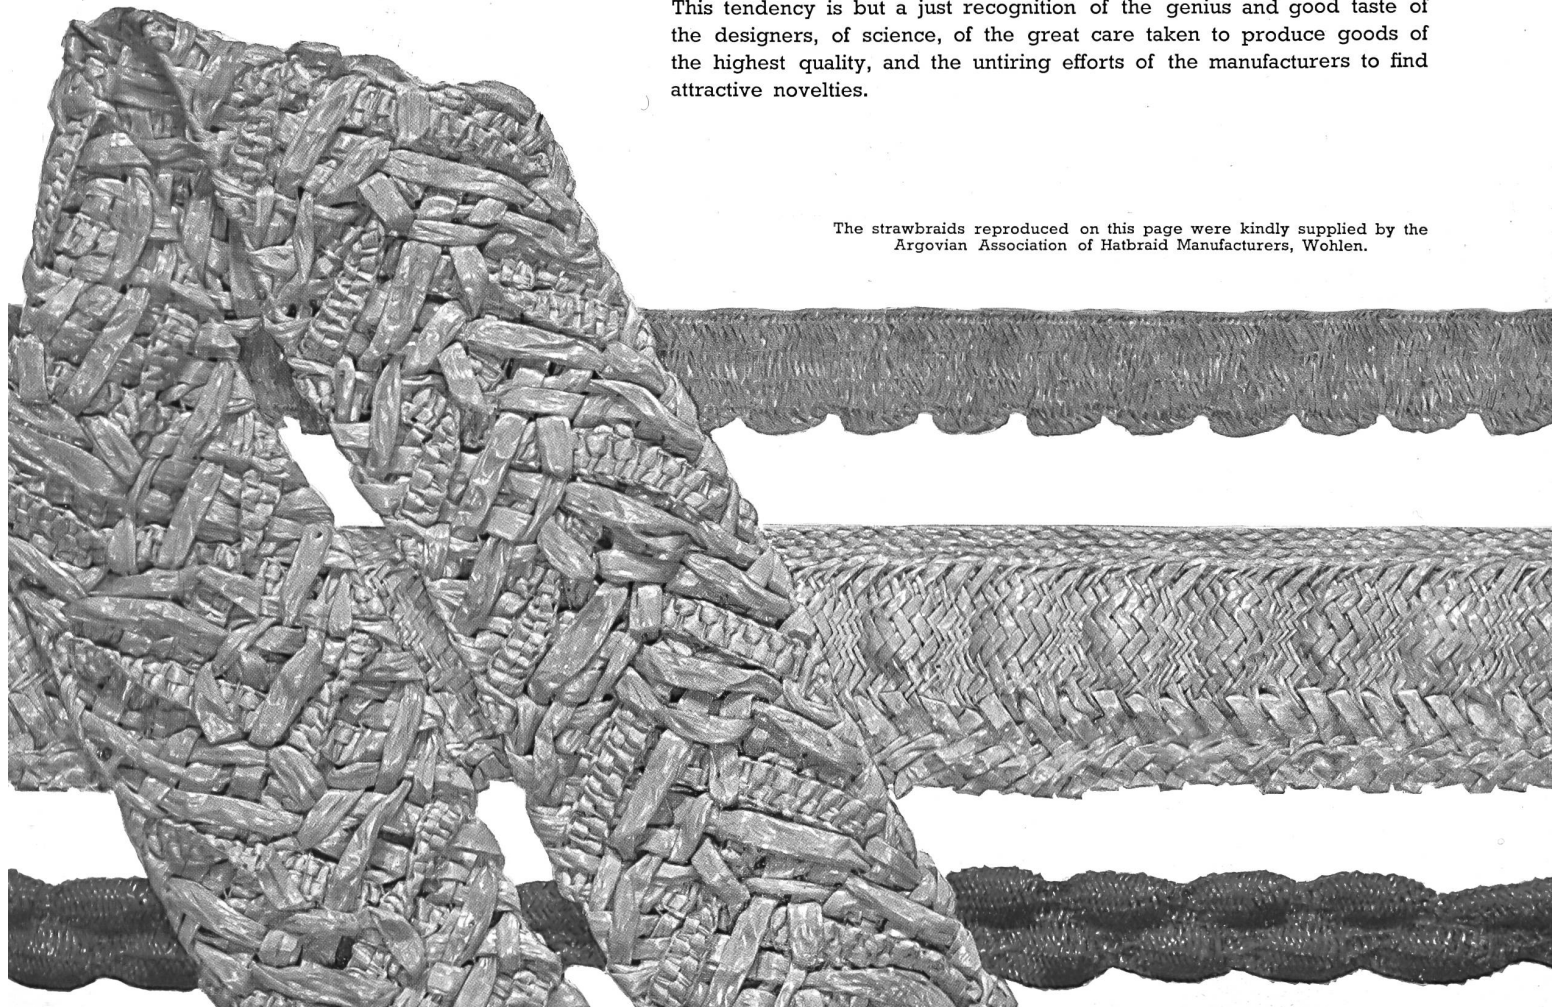 This tendency is but a just recognition of the genius and good taste of
the designers, of science, of the great care taken to produce goods of
the highest quality, and the untiring efforts of the manufacturers to find
attractive novelties.
The strawbraids reproduced on this page were kindly supplied by the
Argovian Association of Hatbraid Manufacturers, Wohlen.